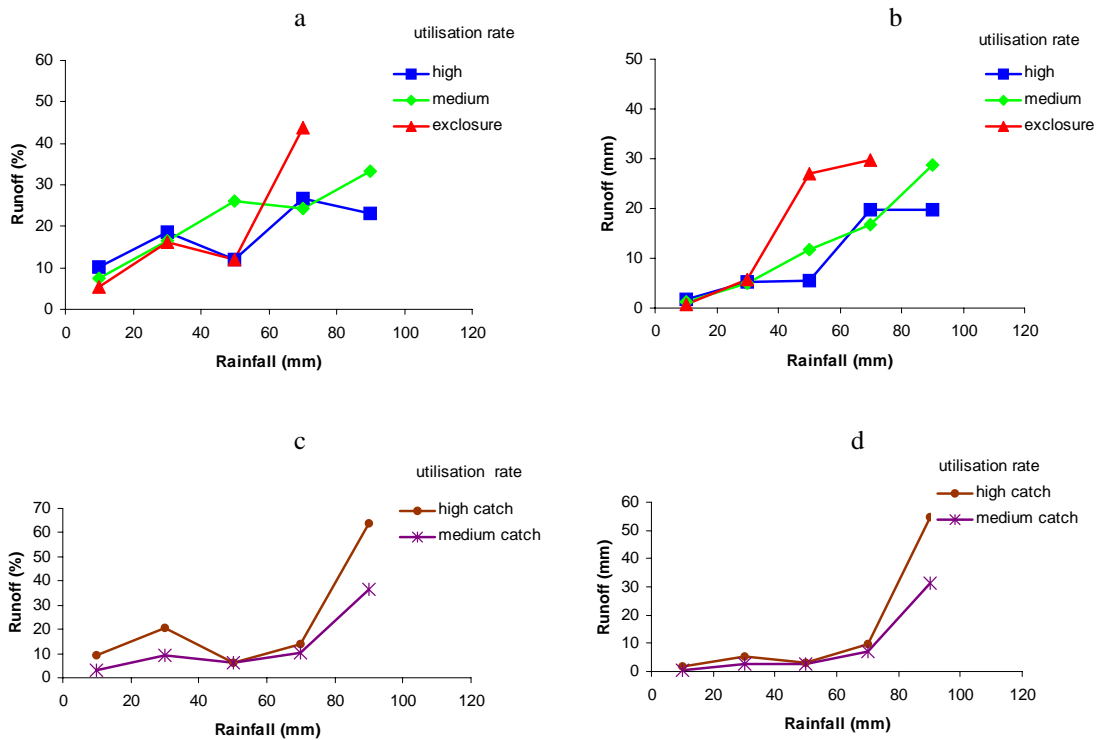 a
utilisation rate
high
medium
exclosure
60
50
40
30
20
10
0
Runoff (%)
0 20 40 60 80 100 120
Rainfall (mm)
b
utilisation rate
high
medium
exclosure
50
40
30
20
10
0
Runoff (mm)
0 20 40 60 80 100 120
Rainfall (mm)
c
utilisation rate
high catch
medium catch
70
60
50
40
30
20
10
0
Runoff (%)
0 20 40 60 80 100 120
Rainfall (mm)
d
utilisation rate
high catch
medium catch
60
50
40
30
20
10
0
Runoff (mm)
0 20 40 60 80 100 120
Rainfall (mm)